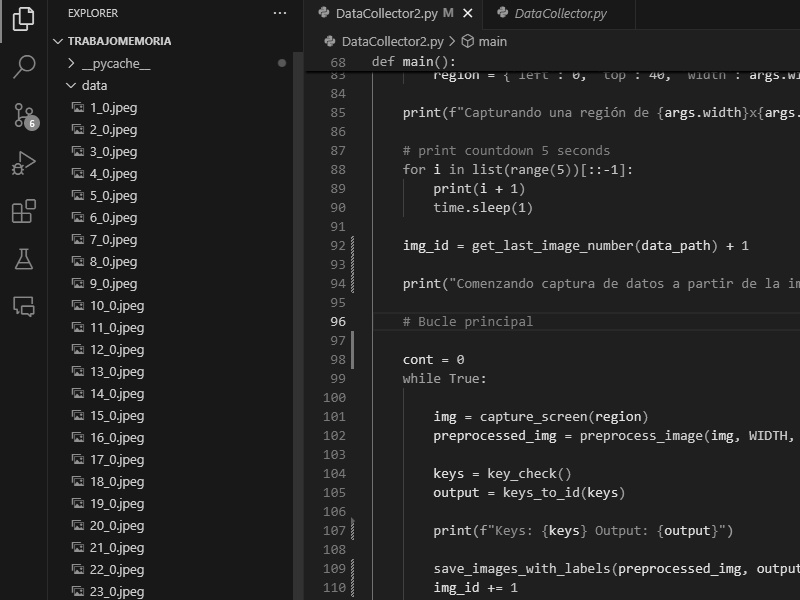 EXPLORER ...
TRABAJOMEMORIA
__pycache__
data
1_0.jpeg
2_0.jpeg
3_0.jpeg
4_0.jpeg
5_0.jpeg
6_0.jpeg
7_0.jpeg
8_0.jpeg
9_0.jpeg
10_0.jpeg
11_0.jpeg
12_0.jpeg
13_0.jpeg
14_0.jpeg
15_0.jpeg
16_0.jpeg
17_0.jpeg
18_0.jpeg
19_0.jpeg
20_0.jpeg
21_0.jpeg
22_0.jpeg
23_0.jpeg
6
DataCollector2.py M
DataCollector.py
DataCollector2.py > main
68 def main():
83 region = { left : 0, top : 40, width : args.wi
84
85 print(f"Capturando una región de {args.width}x{args.
86
87 # print countdown 5 seconds
88 for i in list(range(5))[::-1]:
89 print(i + 1)
90 time.sleep(1)
91
92 img_id = get_last_image_number(data_path) + 1
93
94 print("Comenzando captura de datos a partir de la im
95
96 # Bucle principal
97
98 cont = 0
99 while True:
100
101 img = capture_screen(region)
102 preprocessed_img = preprocess_image(img, WIDTH,
103
104 keys = key_check()
105 output = keys_to_id(keys)
106
107 print(f"Keys: {keys} Output: {output}")
108
109 save_images_with_labels(preprocessed_img, output
110 img_id += 1